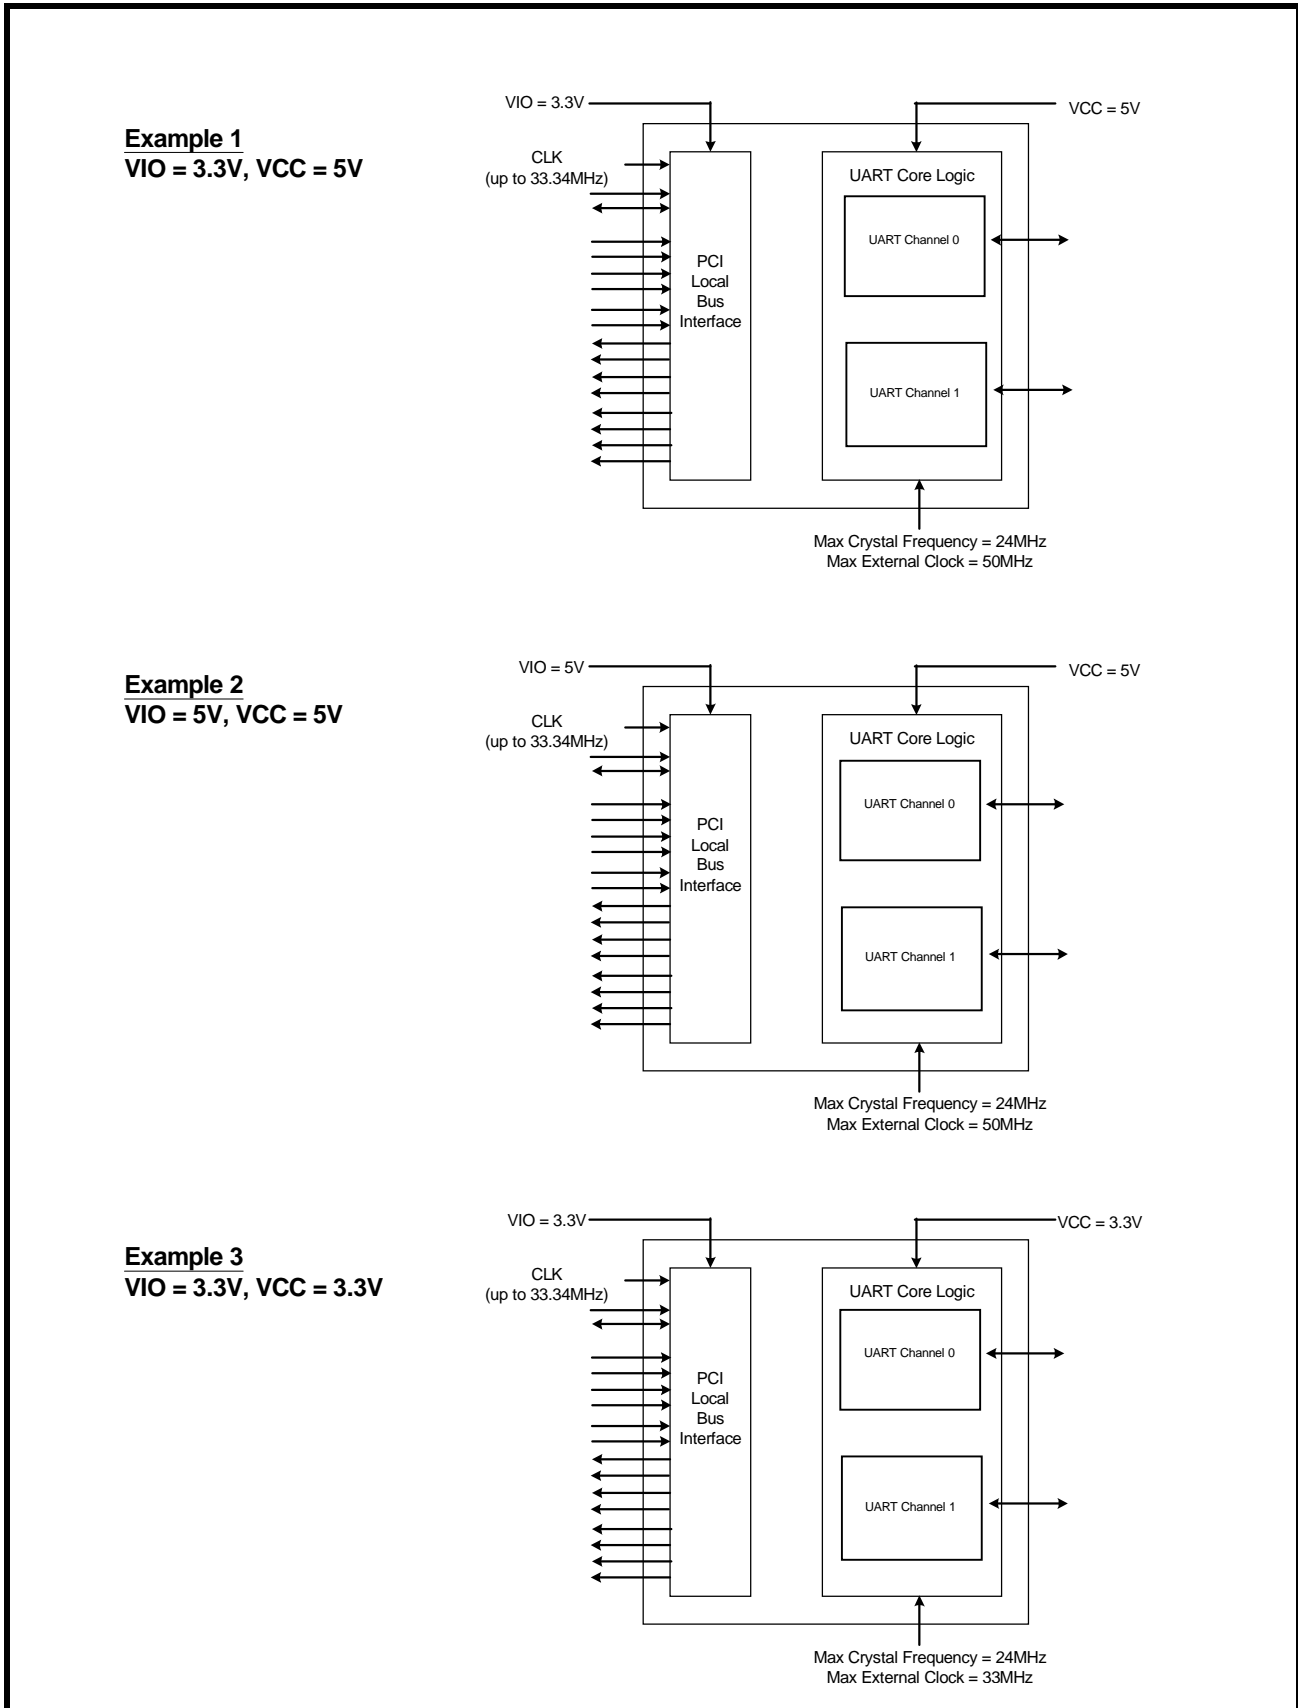 VIO = 3.3V
VCC = 5V
Example 1
VIO = 3.3V, VCC = 5V
CLK
(up to 33.34MHz)
UART Core Logic
UART Channel 0
PCI
Local
Bus
Interface
UART Channel 1
Max Crystal Frequency = 24MHz
Max External Clock = 50MHz
VIO = 5V
VCC = 5V
Example 2
VIO = 5V, VCC = 5V
CLK
(up to 33.34MHz)
UART Core Logic
UART Channel 0
PCI
Local
Bus
Interface
UART Channel 1
Max Crystal Frequency = 24MHz
Max External Clock = 50MHz
VIO = 3.3V
VCC = 3.3V
Example 3
VIO = 3.3V, VCC = 3.3V
CLK
(up to 33.34MHz)
UART Core Logic
UART Channel 0
PCI
Local
Bus
Interface
UART Channel 1
Max Crystal Frequency = 24MHz
Max External Clock = 33MHz